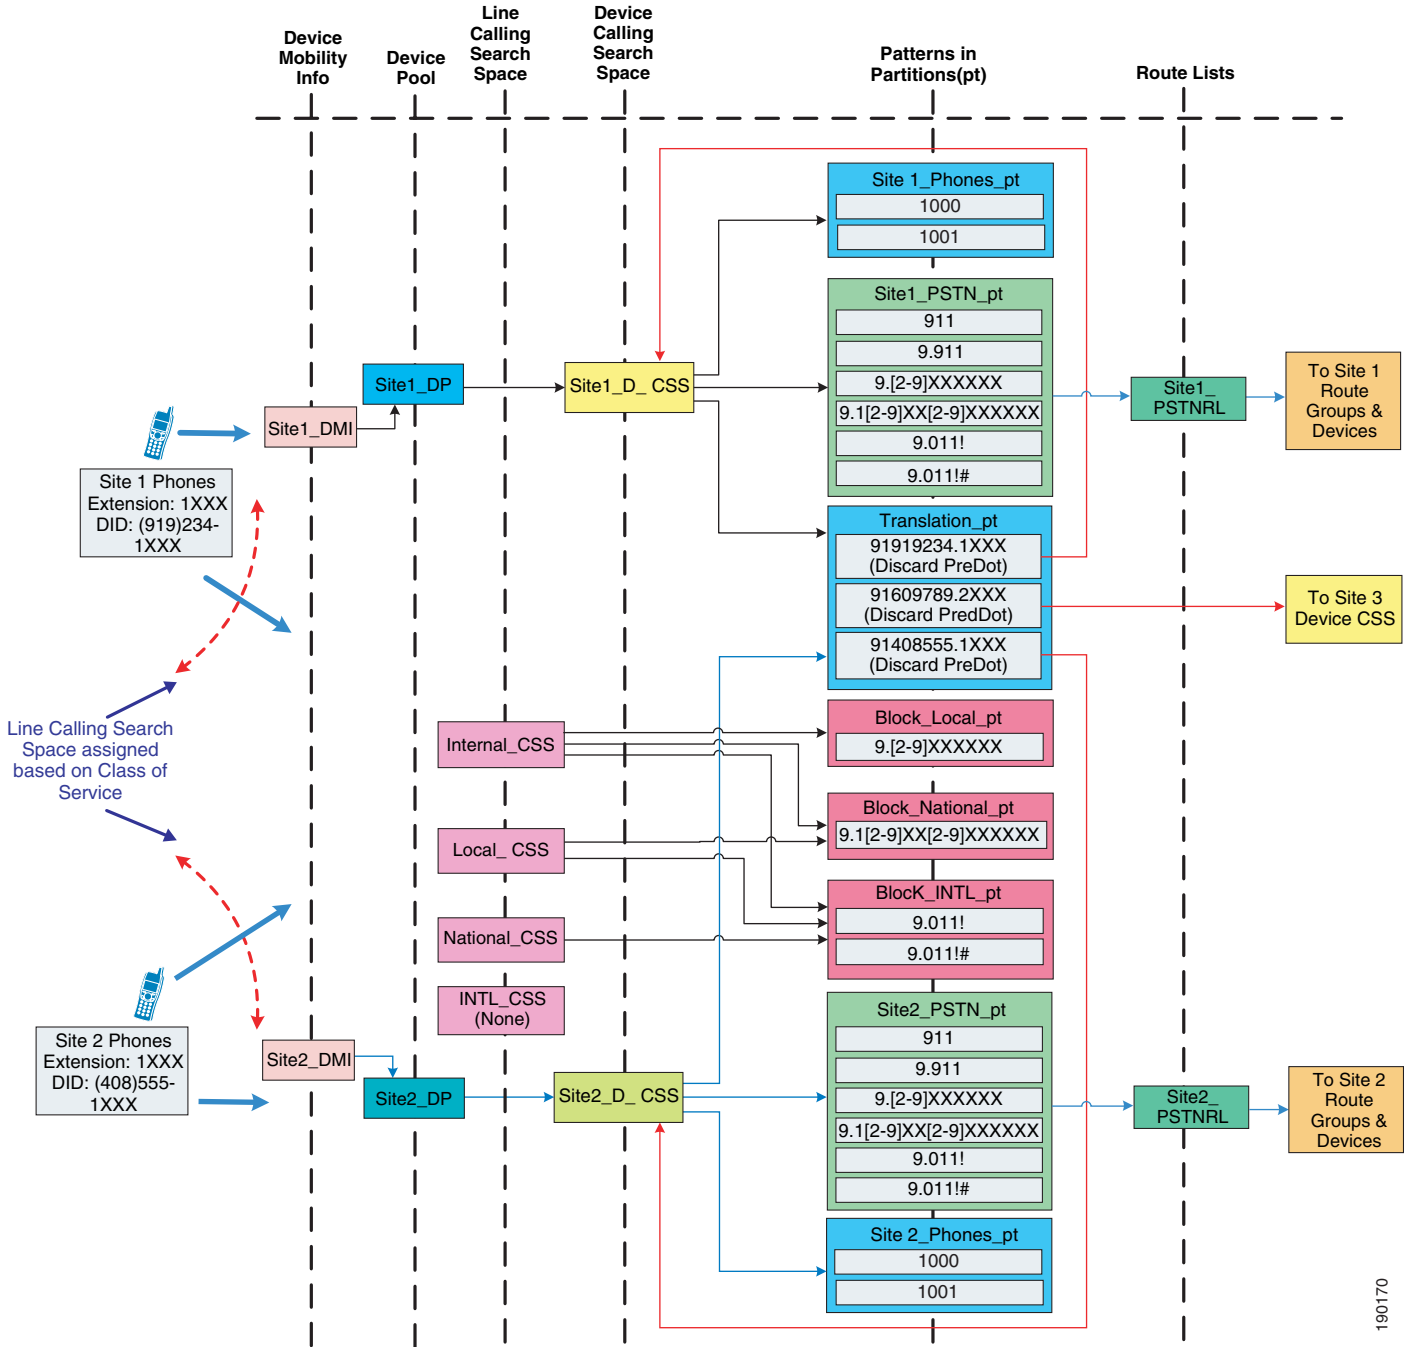 Device
Mobility
Info
Device
Pool
Line
Calling
Search
Space
Device
Calling
Search
Space
Patterns in
Partitions(pt)
Route Lists
Site 1_Phones_pt
1000
1001
Site1_PSTN_pt
911
9.911
9.[2-9]XXXXXX
9.1[2-9]XX[2-9]XXXXXX
9.011!
9.011!#
Site1_DP
Site1_D_ CSS
Site1_DMI
Site1_
PSTNRL
To Site 1
Route
Groups &
Devices
Site 1 Phones
Extension: 1XXX
DID: (919)234-
1XXX
Translation_pt
91919234.1XXX
(Discard PreDot)
91609789.2XXX
(Discard PredDot)
91408555.1XXX
(Discard PreDot)
To Site 3
Device CSS
Line Calling Search
Space assigned
based on Class of
Service
Internal_CSS
Block_Local_pt
9.[2-9]XXXXXX
Block_National_pt
9.1[2-9]XX[2-9]XXXXXX
Local_ CSS
BlocK_INTL_pt
9.011!
9.011!#
National_CSS
INTL_CSS
(None)
Site2_PSTN_pt
911
9.911
9.[2-9]XXXXXX
9.1[2-9]XX[2-9]XXXXXX
9.011!
9.011!#
Site 2 Phones
Extension: 1XXX
DID: (408)555-
1XXX
Site2_DMI
Site2_DP
Site2_D_ CSS
Site2_
PSTNRL
To Site 2
Route
Groups &
Devices
Site 2_Phones_pt
1000
1001
190170